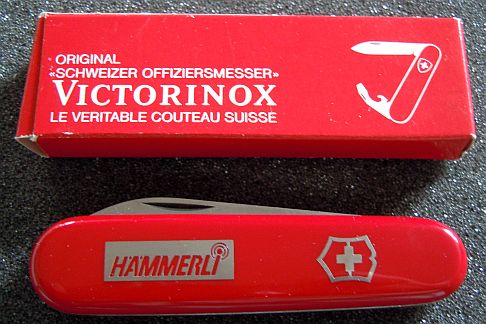 ORIGINAL
«SCHWEIZER OFFIZIERSMESSER»
VICTORINOX
LE VERITABLE COUTEAU SUISSE
HÄMMERLI